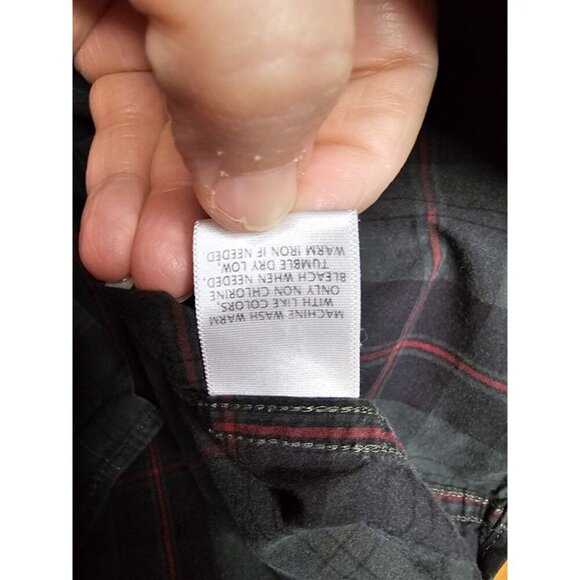 MACHINE WASH WARM
WITH LIKE COLORS,
ONLY NON CHLORINE
BLEACH WHEN NEEDED,
TUMBLE DRY LOW,
WARM IRON IF NEEDED